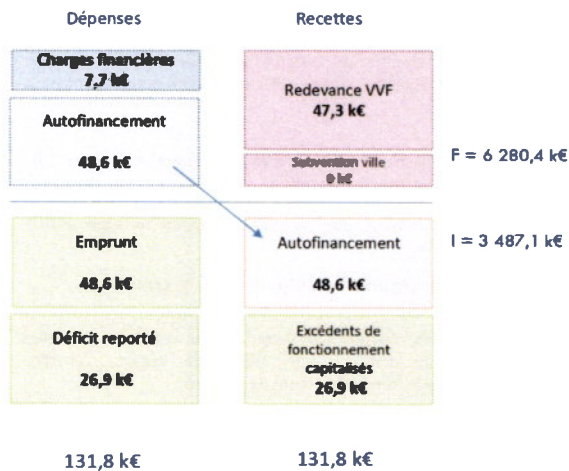 Dépenses
Recettes
Charges financières
7,7 k€
Autofinancement
48,6 k€
Redevance VVF
47,3 k€
Subvention ville
9 k€
F = 6 280,4 k€
Emprunt
48,6 k€
Autofinancement
48,6 k€
I = 3 487,1 k€
Déficit reporté
26,9 k€
Excédents de
fonctionnement
capitalisés
26,9 k€
131,8 k€
131,8 k€